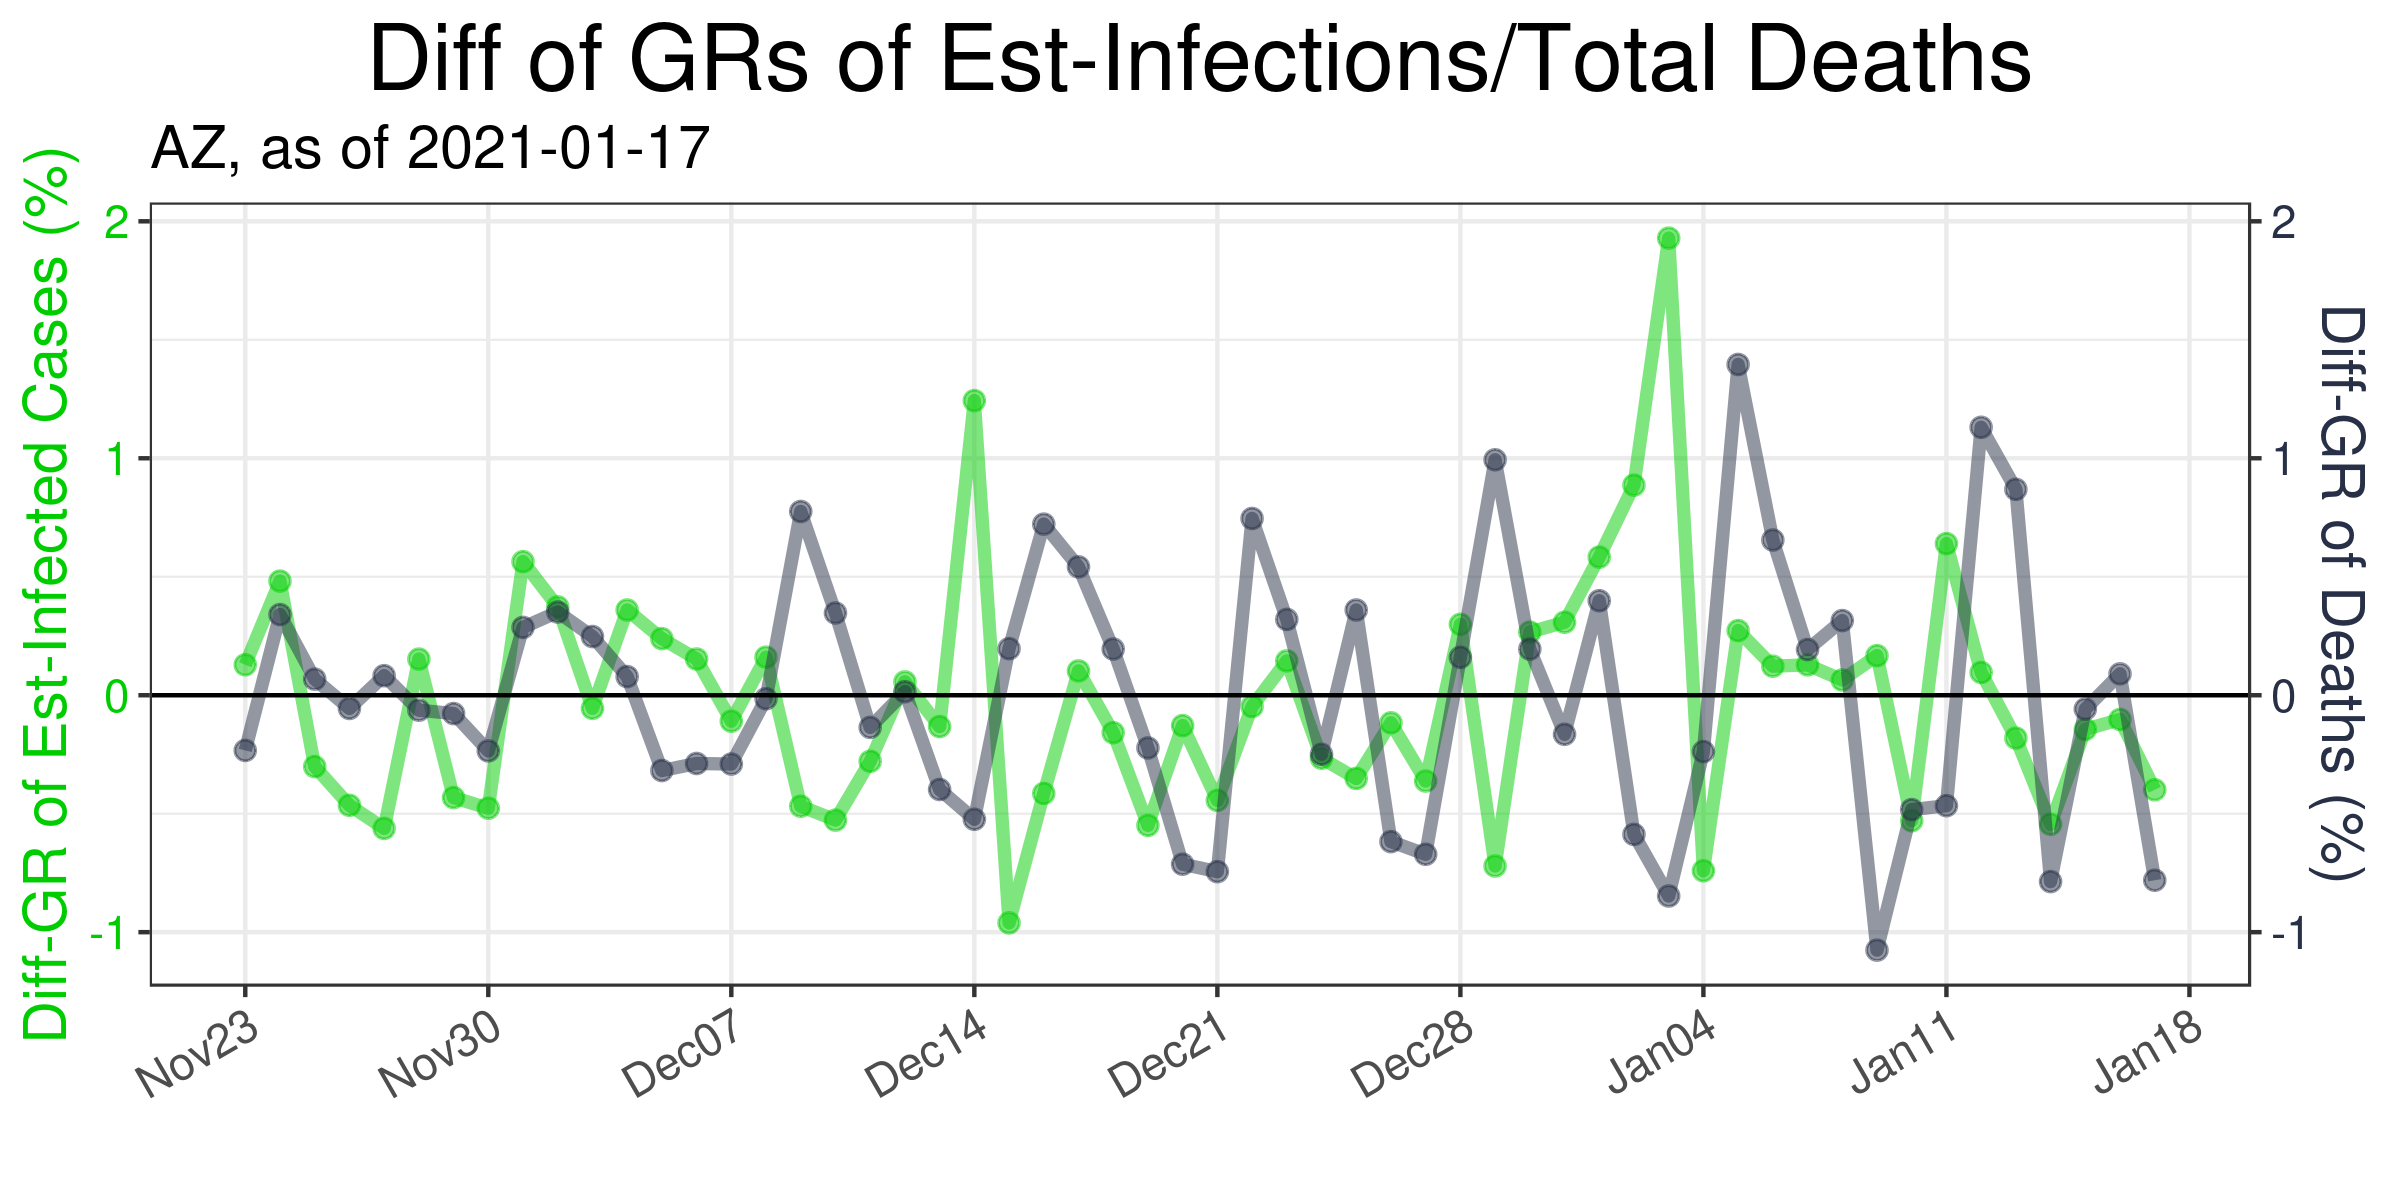 Diff of GRs of Est-Infections/Total Deaths
AZ, as of 2021-01-17
Diff-GR of Est-Infected Cases (%)
2
1
0
-1
2
1
0
-1
Diff-GR of Deaths (%)
Nov23
Nov30
Dec07
Dec14
Dec21
Dec28
Jan04
Jan11
Jan18